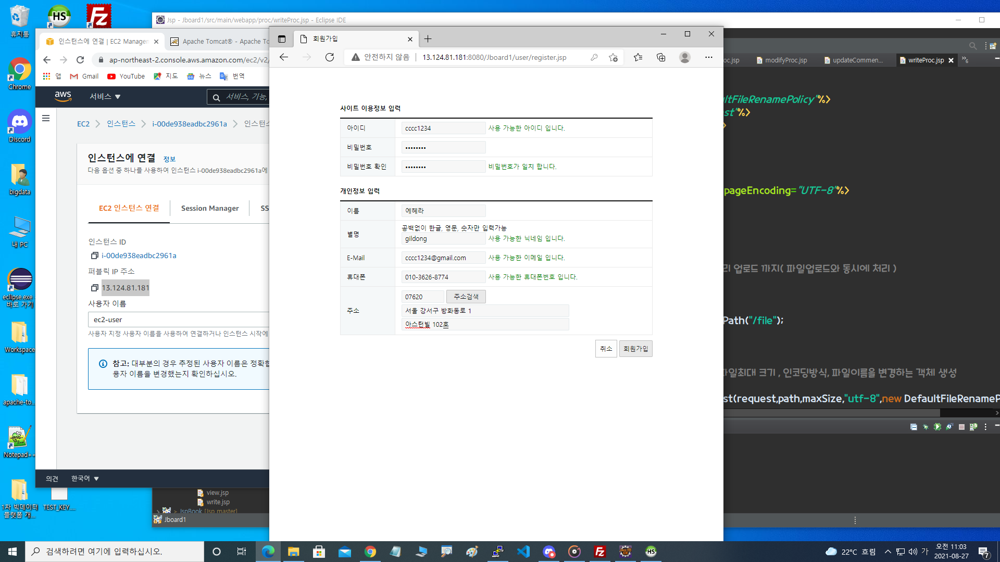 휴지통
Chrome
Discord
bigdata
내 PC
eclipse.exe
바로 가기
Workspace
apache-to...
Notepad++
1차 빅데이터
플랫폼 개...
TEST_KEY....
Jsp - Jboard1/src/main/webapp/proc/writeProc.jsp - Eclipse IDE
인스턴스에 연결 | EC2 Managen
Apache Tomcat® - Apache To
ap-northeast-2.console.aws.amazon.com/ec2/v2/
앱
Gmail
YouTube
지도
뉴스
번역
aws
서비스
서비스, 기능,
EC2
인스턴스
i-00de938eadbc2961a
인스턴스
인스턴스에 연결 정보
다음 옵션 중 하나를 사용하여 인스턴스 i-00de938eadbc2961a에
EC2 인스턴스 연결
Session Manager
SS
인스턴스 ID
i-00de938eadbc2961a
퍼블릭 IP 주소
13.124.81.181
사용자 이름
ec2-user
사용자 지정 사용자 이름을 사용하여 연결하거나 인스턴스 시작에
참고: 대부분의 경우 추정된 사용자 이름은 정확합
용자 이름을 변경했는지 확인하십시오.
의견
한국어
view.jsp
write.jsp
> JspBook [Jsp master]
Jboard1
회원가입
안전하지 않음
13.124.81.181:8080/Jboard1/user/register.jsp
사이트 이용정보 입력
아이디 cccc1234 사용 가능한 아이디 입니다.
비밀번호 ••••••••
비밀번호 확인 •••••••• 비밀번호가 일치 합니다.
개인정보 입력
이름 에헤라
별명
공백없이 한글, 영문, 숫자만 입력가능
gildong 사용 가능한 닉네임 입니다.
E-Mail cccc1234@gmail.com 사용 가능한 이메일 입니다.
휴대폰 010-3626-8774 사용 가능한 휴대폰번호 입니다.
주소
07620 주소검색
서울 강서구 방화동로 1
아스턴빌 102호
취소 회원가입
oc.jsp
modifyProc.jsp
updateCommen...
writeProc.jsp
6
ultFileRenamePolicy"%>
st"%>
pageEncoding="UTF-8"%>
리 업로드 까지( 파일업로드와 동시에 처리 )
Path("/file");
파일최대 크기 , 인코딩방식, 파일이름을 변경하는 객체 생성
st(request,path,maxSize,"utf-8",new DefaultFileRenameP
검색하려면 여기에 입력하십시오.
22°C 흐림
가
오전 11:03
2021-08-27
7